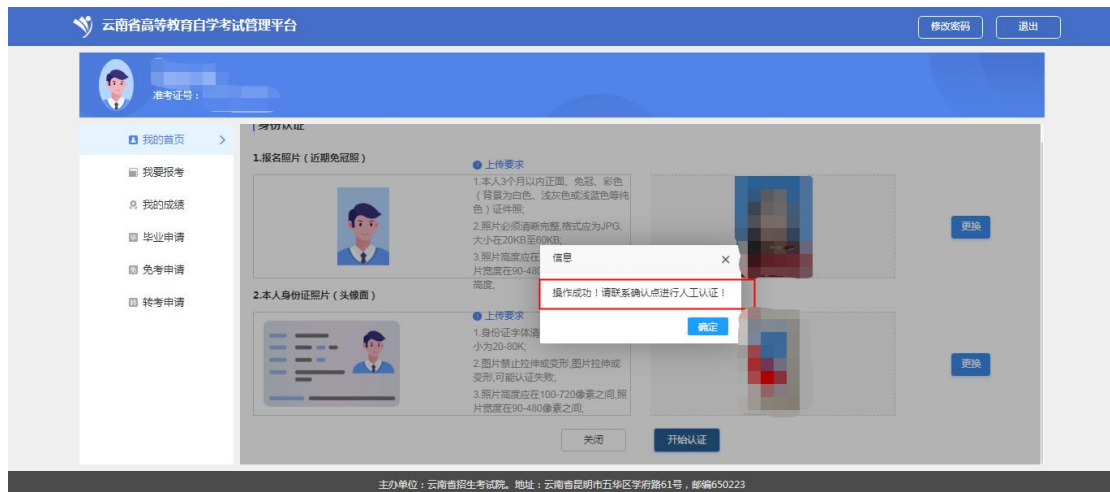 云南省高等教育自学考试管理平台
修改密码
退出
准考证号：
我的首页
我要报考
我的成绩
毕业申请
免考申请
转考申请
身份认证
1.报名照片（近期免冠照）
上传要求
1.本人3个月以内正面、免冠、彩色
（背景为白色、浅灰色或浅蓝色等纯
色）证件照;
2.照片必须清晰完整,格式应为JPG,
大小在20KB至60KB;
3.照片高度应在
片宽度在90-480
高度;
更换
信息
操作成功！请联系确认点进行人工认证！
确定
2.本人身份证照片（头像面）
上传要求
1.身份证字体清
小为20-80K;
2.图片禁止拉伸或变形,图片拉伸或
变形,可能认证失败;
3.照片高度应在100-720像素之间,照
片宽度在90-480像素之间;
更换
关闭
开始认证
主办单位：云南省招生考试院。地址：云南省昆明市五华区学府路61号，邮编650223